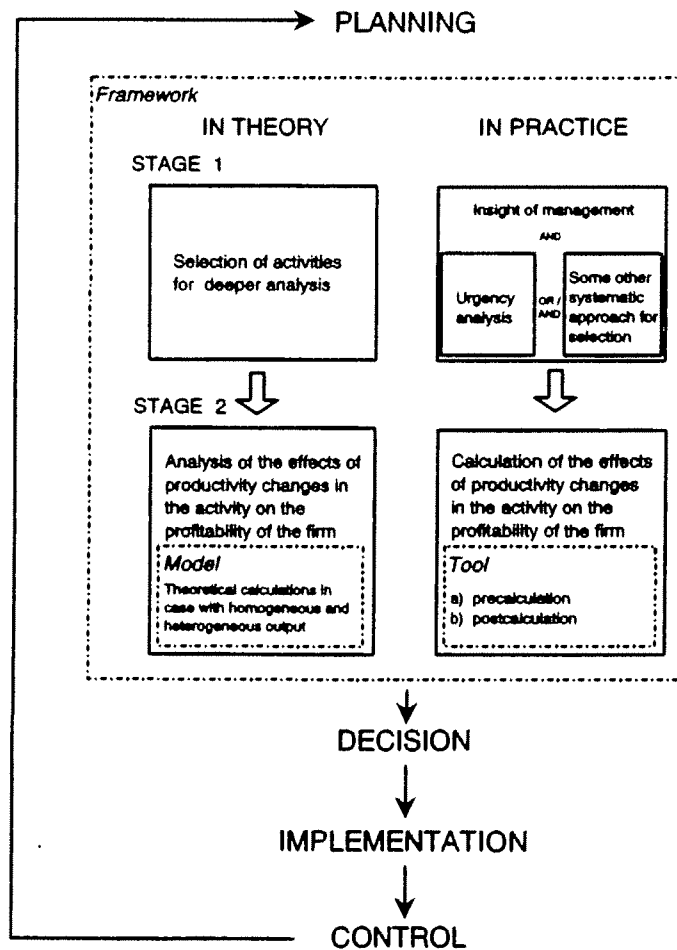 PLANNING
Framework
IN THEORY
IN PRACTICE
STAGE 1
Selection of activities
for deeper analysis
Insight of management
AND
Urgency
analysis
OR /
AND
Some other
systematic
approach for
selection
STAGE 2
Analysis of the effects of
productivity changes in
the activity on the
profitability of the firm
Model
Theoretical calculations in
case with homogeneous and
heterogeneous output
Calculation of the effects
of productivity changes
in the activity on the
profitability of the firm
Tool
a) precalculation
b) postcalculation
DECISION
IMPLEMENTATION
CONTROL